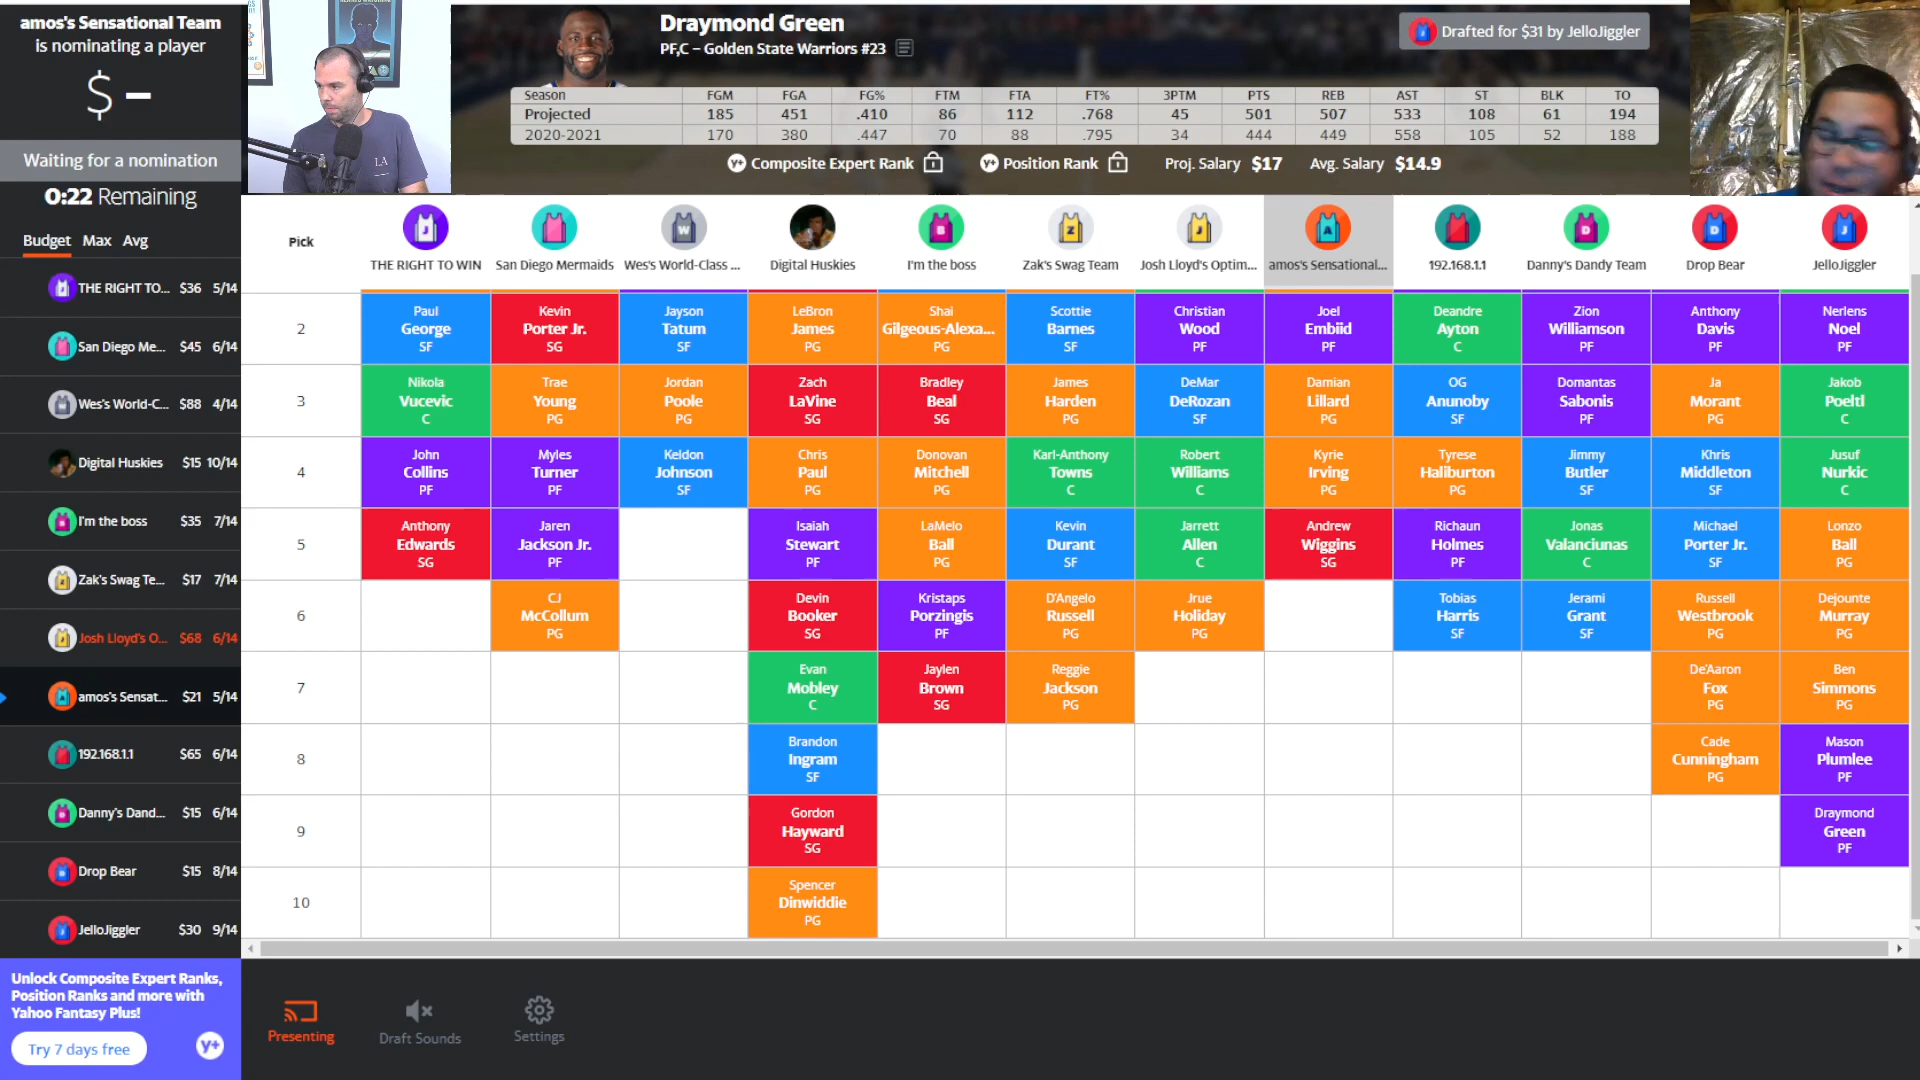 amos's Sensational Team
is nominating a player
$ –
Waiting for a nomination
0:22 Remaining
Budget Max Avg
THE RIGHT TO... $36 5/14
San Diego Me... $45 6/14
Wes's World-C... $88 4/14
Digital Huskies $15 10/14
I'm the boss $35 7/14
Zak's Swag Te... $17 7/14
Josh Lloyd's O... $68 6/14
amos's Sensat... $21 5/14
192.168.1.1 $65 6/14
Danny's Dand... $15 6/14
Drop Bear $15 8/14
JelloJiggler $30 9/14
Unlock Composite Expert Ranks,
Position Ranks and more with
Yahoo Fantasy Plus!
Try 7 days free
y+
LA
Draymond Green
PF,C – Golden State Warriors #23
Drafted for $31 by JelloJiggler
Season FGM FGA FG% FTM FTA FT% 3PTM PTS REB AST ST BLK TO
Projected 185 451 .410 86 112 .768 45 501 507 533 108 61 194
2020-2021 170 380 .447 70 88 .795 34 444 449 558 105 52 188
y+ Composite Expert Rank y+ Position Rank Proj. Salary $17 Avg. Salary $14.9
J W B Z J A D D J
Pick THE RIGHT TO WIN San Diego Mermaids Wes's World-Class ... Digital Huskies I'm the boss Zak's Swag Team Josh Lloyd's Optim... amos's Sensational... 192.168.1.1 Danny's Dandy Team Drop Bear JelloJiggler
Paul Kevin Jayson LeBron Shai Scottie Christian Joel Deandre Zion Anthony Nerlens
2 George Porter Jr. Tatum James Gilgeous-Alexa... Barnes Wood Embiid Ayton Williamson Davis Noel
SF SG SF PG PG SF PF PF C PF PF PF
Nikola Trae Jordan Zach Bradley James DeMar Damian OG Domantas Ja Jakob
3 Vucevic Young Poole LaVine Beal Harden DeRozan Lillard Anunoby Sabonis Morant Poeltl
C PG PG SG SG PG SF PG SF PF PG C
John Myles Keldon Chris Donovan Karl-Anthony Robert Kyrie Tyrese Jimmy Khris Jusuf
4 Collins Turner Johnson Paul Mitchell Towns Williams Irving Haliburton Butler Middleton Nurkic
PF PF SF PG PG C C PG PG SF SF C
Anthony Jaren Isaiah LaMelo Kevin Jarrett Andrew Richaun Jonas Michael Lonzo
5 Edwards Jackson Jr. Stewart Ball Durant Allen Wiggins Holmes Valanciunas Porter Jr. Ball
SG PF PF PG SF C SG PF C SF PG
CJ Devin Kristaps D'Angelo Jrue Tobias Jerami Russell Dejounte
6 McCollum Booker Porzingis Russell Holiday Harris Grant Westbrook Murray
PG SG PF PG PG SF SF PG PG
Evan Jaylen Reggie De'Aaron Ben
7 Mobley Brown Jackson Fox Simmons
C SG PG PG PG
Brandon Cade Mason
8 Ingram Cunningham Plumlee
SF PG PF
Gordon Draymond
9 Hayward Green
SG PF
Spencer
10 Dinwiddie
PG
Presenting Draft Sounds Settings